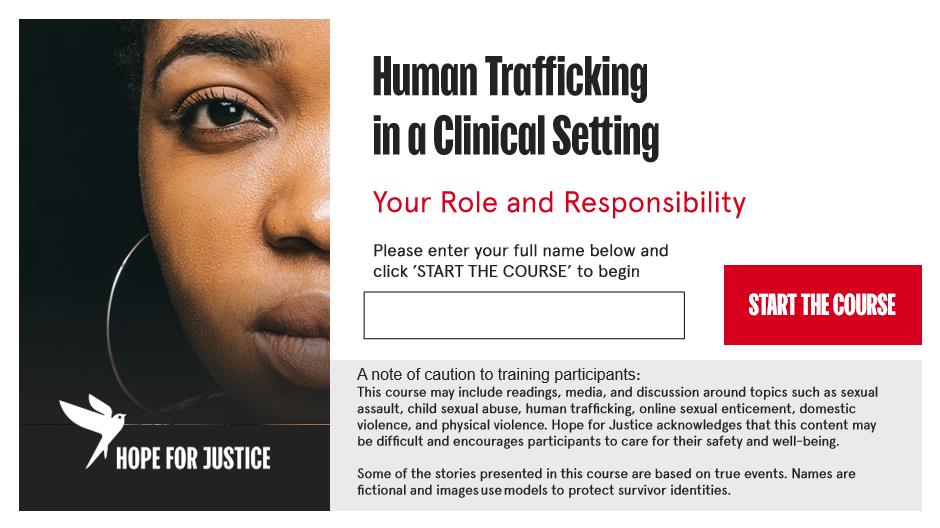 Human Trafficking
in a Clinical Setting
Your Role and Responsibility
Please enter your full name below and
click ‘START THE COURSE’ to begin
START THE COURSE
A note of caution to training participants:
This course may include readings, media, and discussion around topics such as sexual
assault, child sexual abuse, human trafficking, online sexual enticement, domestic
violence, and physical violence. Hope for Justice acknowledges that this content may
be difficult and encourages participants to care for their safety and well-being.
Some of the stories presented in this course are based on true events. Names are
fictional and images use models to protect survivor identities.
HOPE FOR JUSTICE